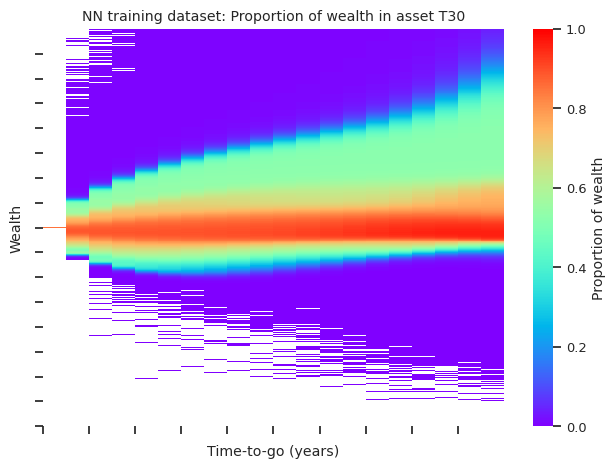 NN training dataset: Proportion of wealth in asset T30
Wealth
Time-to-go (years)
1.0
0.8
0.6
0.4
0.2
0.0
Proportion of wealth